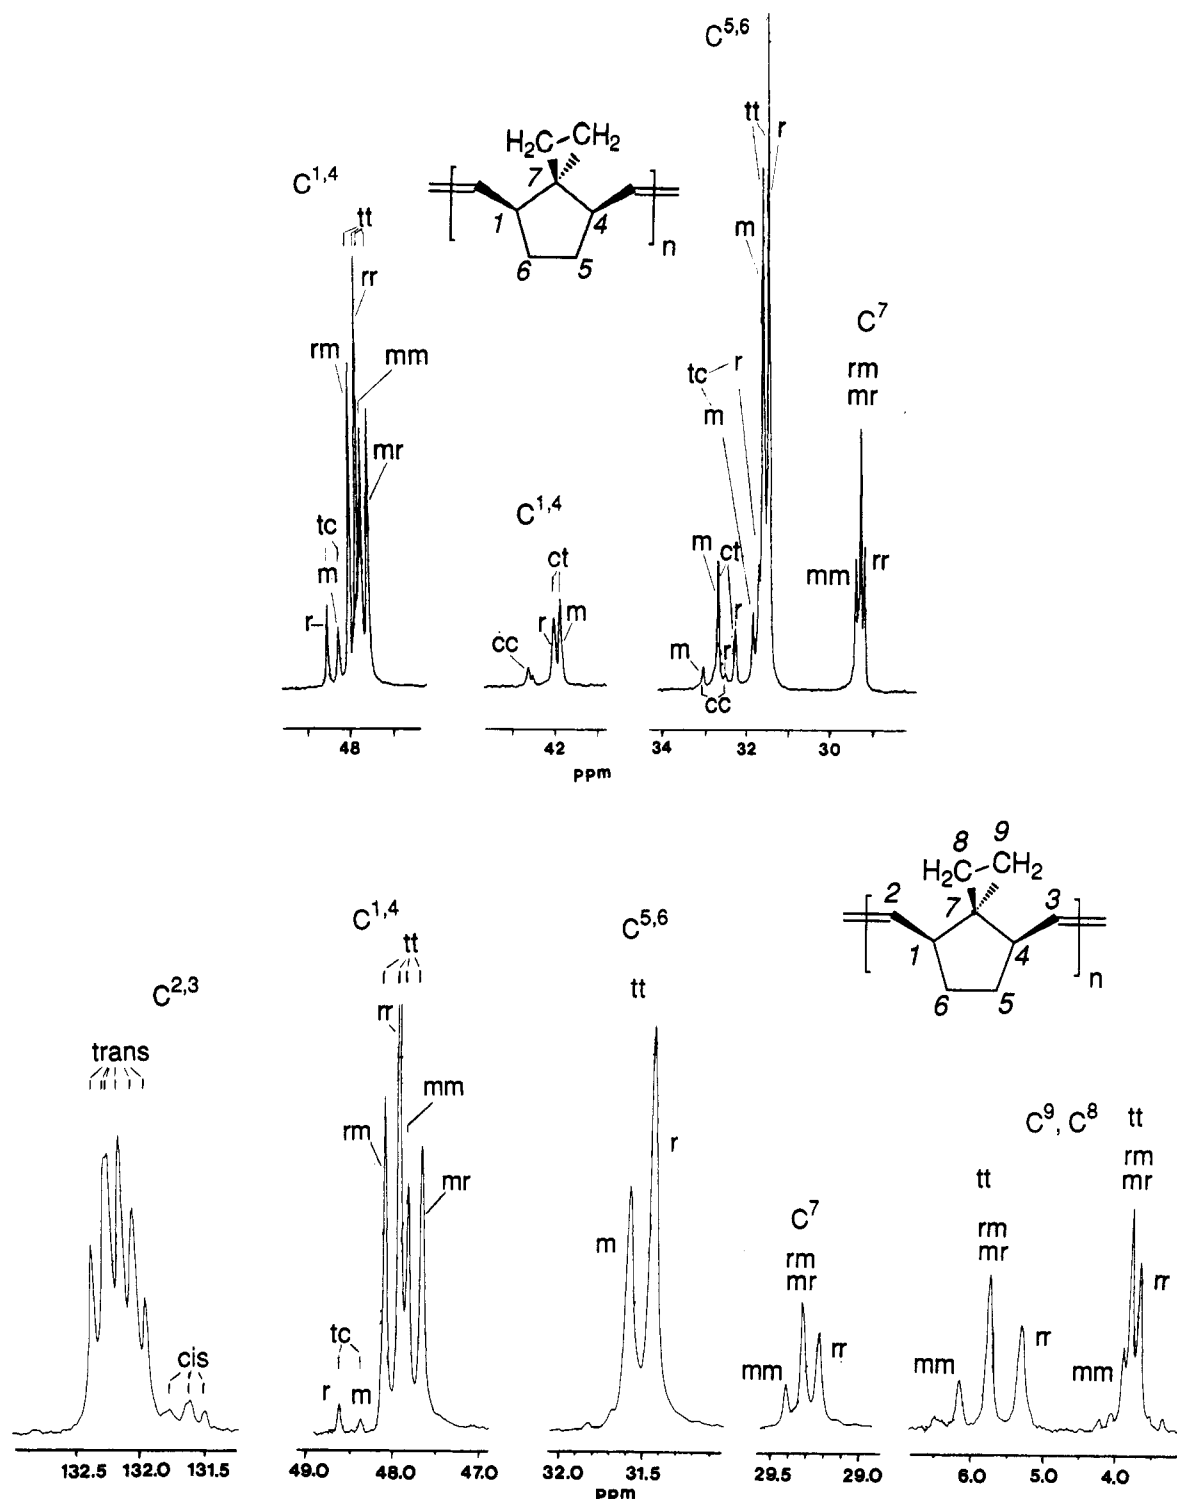 C5,6
H2C-CH2
7
1
4
6
5
n
C1,4
tt
rr
rm
mm
mr
tc
m
r
48
C1,4
ct
r
m
cc
42
ppm
tt
r
m
tc
r
m
m
ct
r
m
r
cc
34
32
30
C7
rm
mr
mm
rr
8
9
H2C-CH2
2
7
3
1
4
6
5
n
C2,3
trans
cis
132.5
132.0
131.5
C1,4
tt
rr
rm
mm
mr
tc
r
m
49.0
48.0
47.0
ppm
C5,6
tt
m
r
32.0
31.5
ppm
C7
rm
mr
mm
rr
29.5
29.0
C9, C8
tt
rm
mr
mm
rr
tt
rm
mr
mm
rr
6.0
5.0
4.0